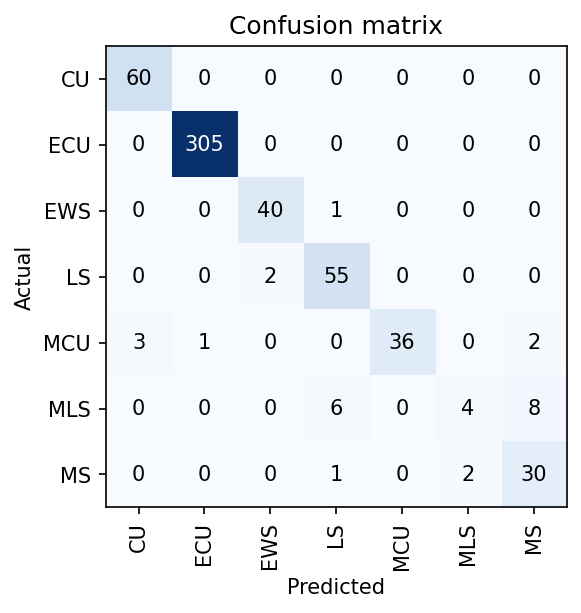 Confusion matrix
CU 60 0 0 0 0 0 0
ECU 0 305 0 0 0 0 0
EWS 0 0 40 1 0 0 0
LS 0 0 2 55 0 0 0
MCU 3 1 0 0 36 0 2
MLS 0 0 0 6 0 4 8
MS 0 0 0 1 0 2 30
Actual
CU ECU EWS LS MCU MLS MS
Predicted